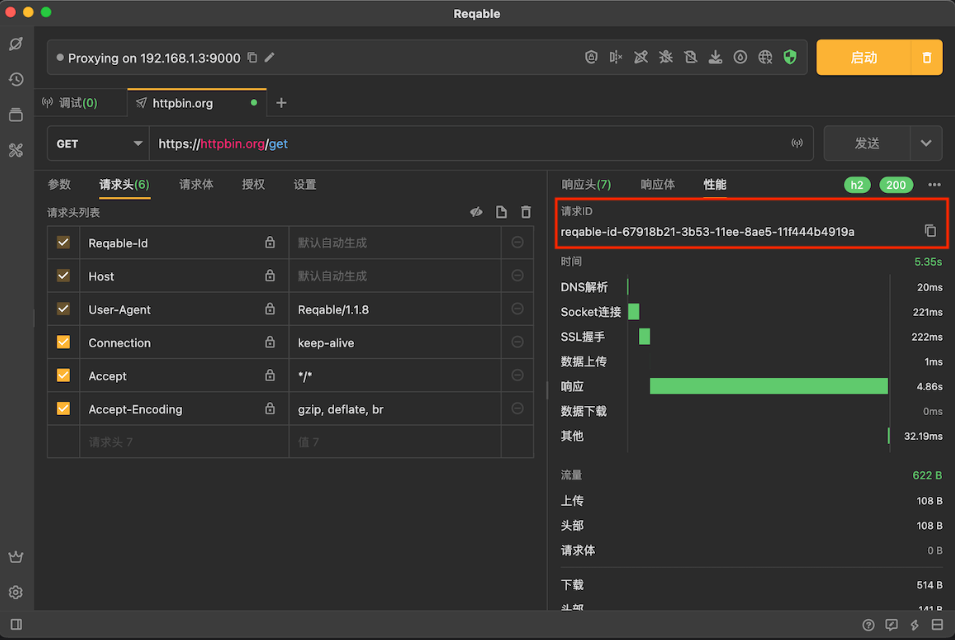 Reqable
Proxying on 192.168.1.3:9000
启动
调试(0)
httpbin.org
GET
https://httpbin.org/get
发送
参数 请求头(6) 请求体 授权 设置
请求头列表
Reqable-Id 默认自动生成
Host 默认自动生成
User-Agent Reqable/1.1.8
Connection keep-alive
Accept */*
Accept-Encoding gzip, deflate, br
请求头 7 值 7
响应头(7) 响应体 性能 h2 200
请求ID
reqable-id-67918b21-3b53-11ee-8ae5-11f444b4919a
时间 5.35s
DNS解析 20ms
Socket连接 221ms
SSL握手 222ms
数据上传 1ms
响应 4.86s
数据下载 0ms
其他 32.19ms
流量 622 B
上传 108 B
头部 108 B
请求体 0 B
下载 514 B
头部 141 B